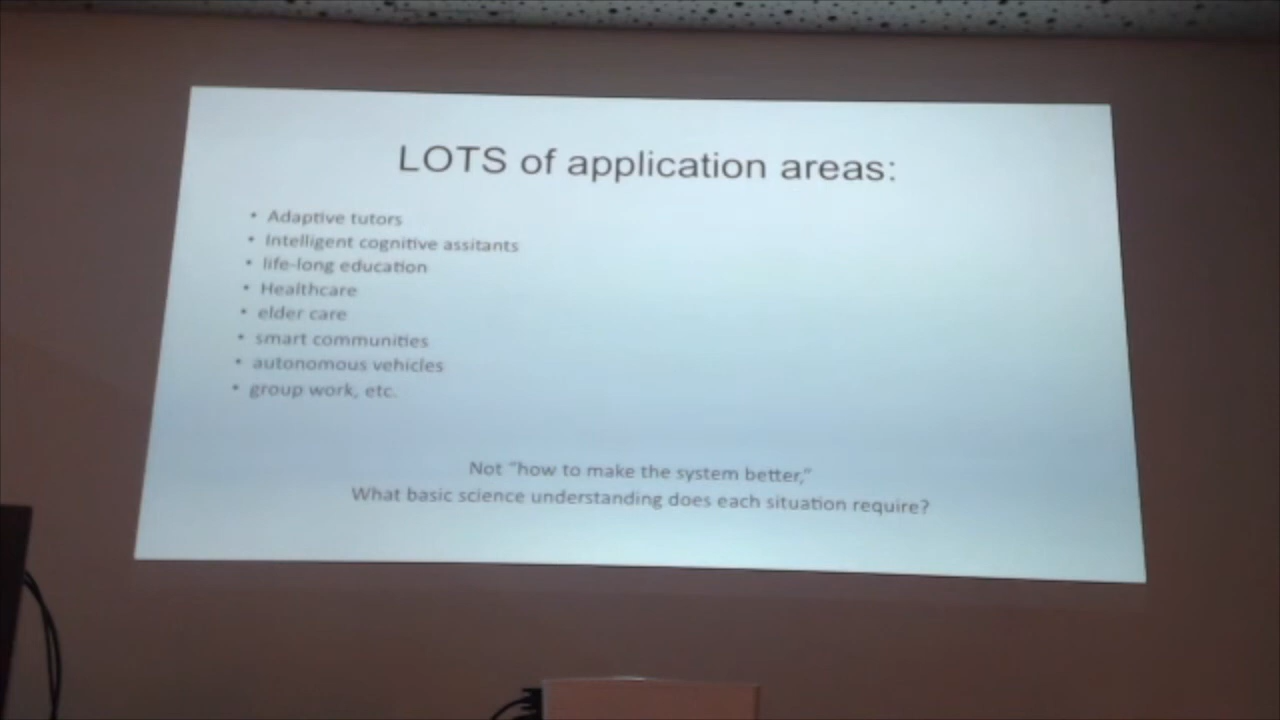 LOTS of application areas:
• Adaptive tutors
• Intelligent cognitive assitants
• life-long education
• Healthcare
• elder care
• smart communities
• autonomous vehicles
• group work, etc.
Not "how to make the system better,"
What basic science understanding does each situation require?